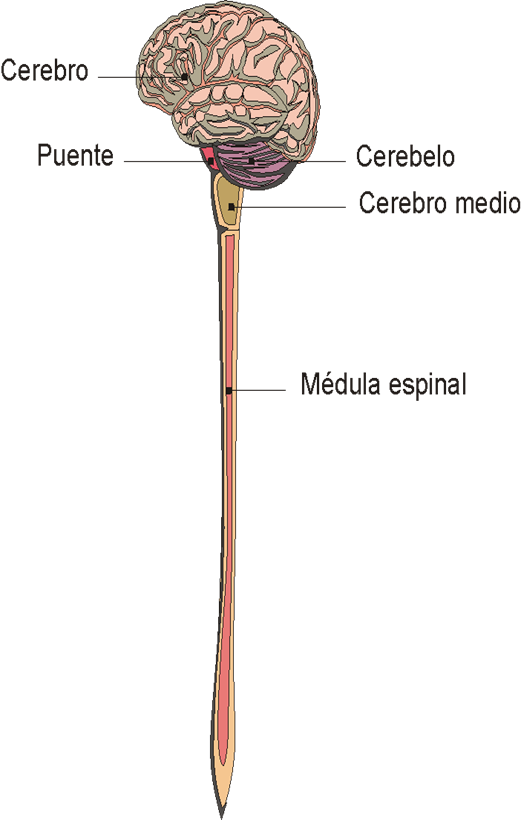 Cerebro
Puente
Cerebelo
Cerebro medio
Médula espinal